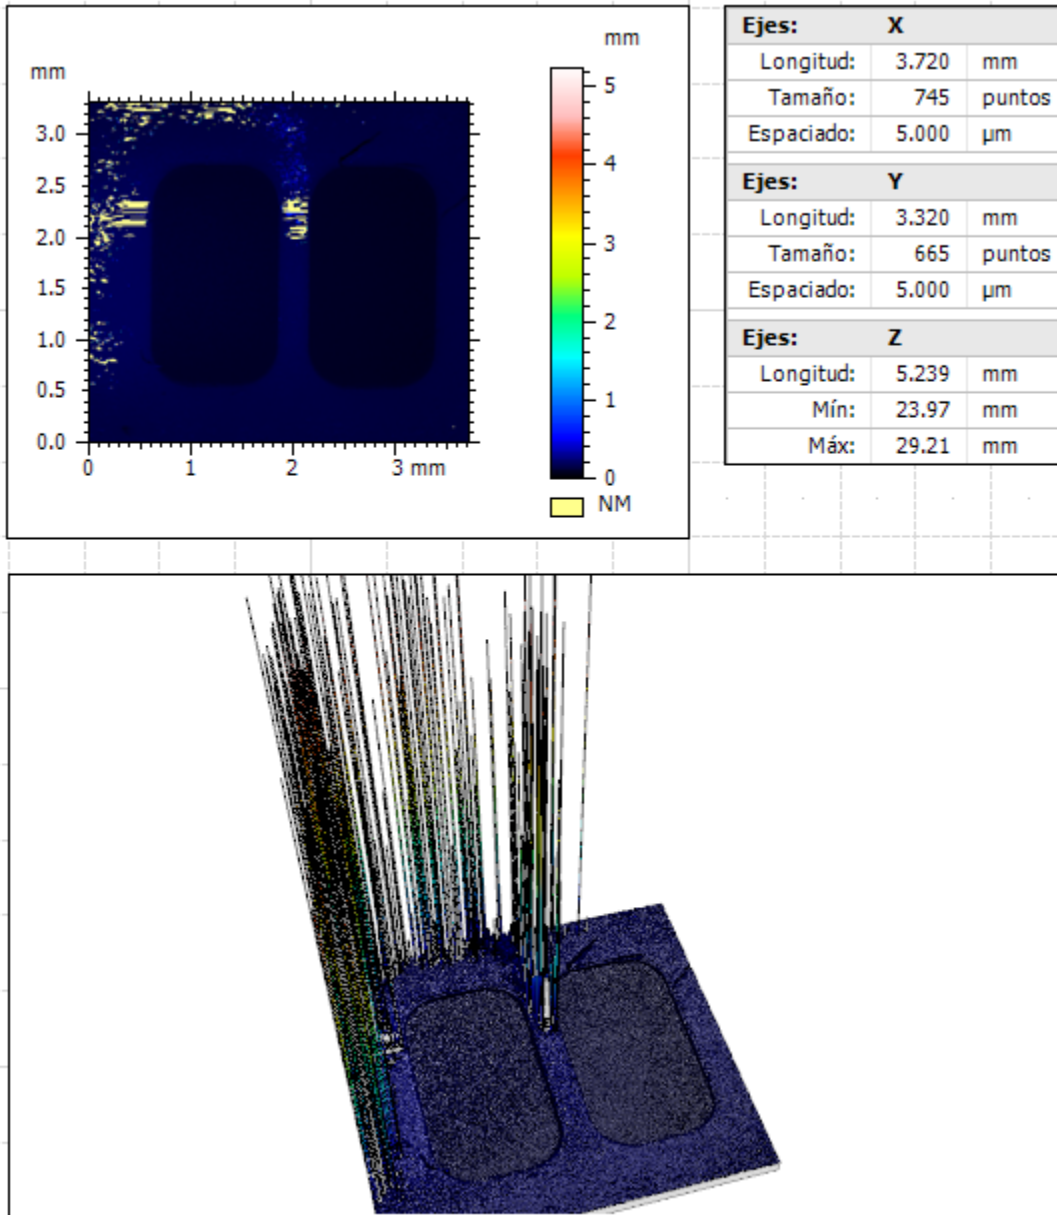 mm
mm
3.0
2.5
2.0
1.5
1.0
0.5
0.0
0
1
2
3 mm
5
4
3
2
1
0
NM
Ejes: X
Longitud: 3.720 mm
Tamaño: 745 puntos
Espaciado: 5.000 µm
Ejes: Y
Longitud: 3.320 mm
Tamaño: 665 puntos
Espaciado: 5.000 µm
Ejes: Z
Longitud: 5.239 mm
Mín: 23.97 mm
Máx: 29.21 mm